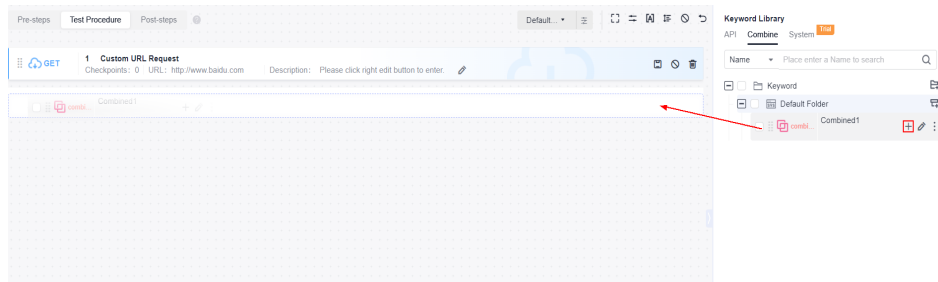 Pre-steps Test Procedure Post-steps Default...
GET 1 Custom URL Request
Checkpoints: 0 URL: http://www.baidu.com Description: Please click right edit button to enter.
combi... Combined1
Keyword Library
API Combine System Trial
Name Place enter a Name to search
Keyword
Default Folder
combi... Combined1